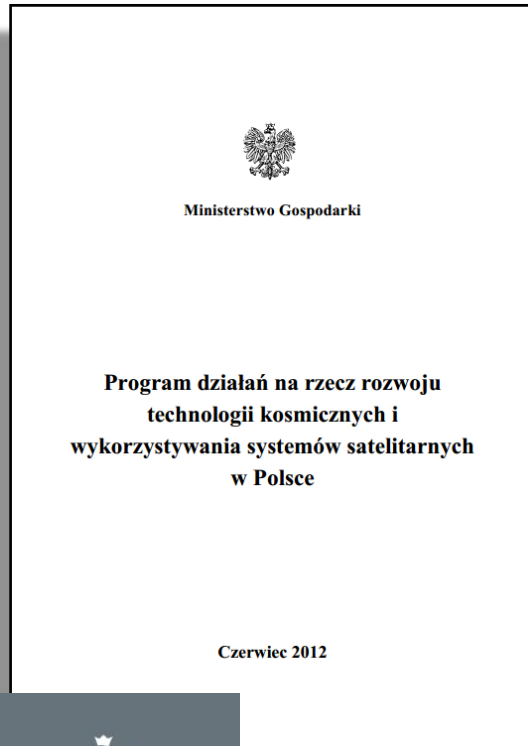 Ministerstwo Gospodarki
Program działań na rzecz rozwoju
technologii kosmicznych i
wykorzystywania systemów satelitarnych
w Polsce
Czerwiec 2012